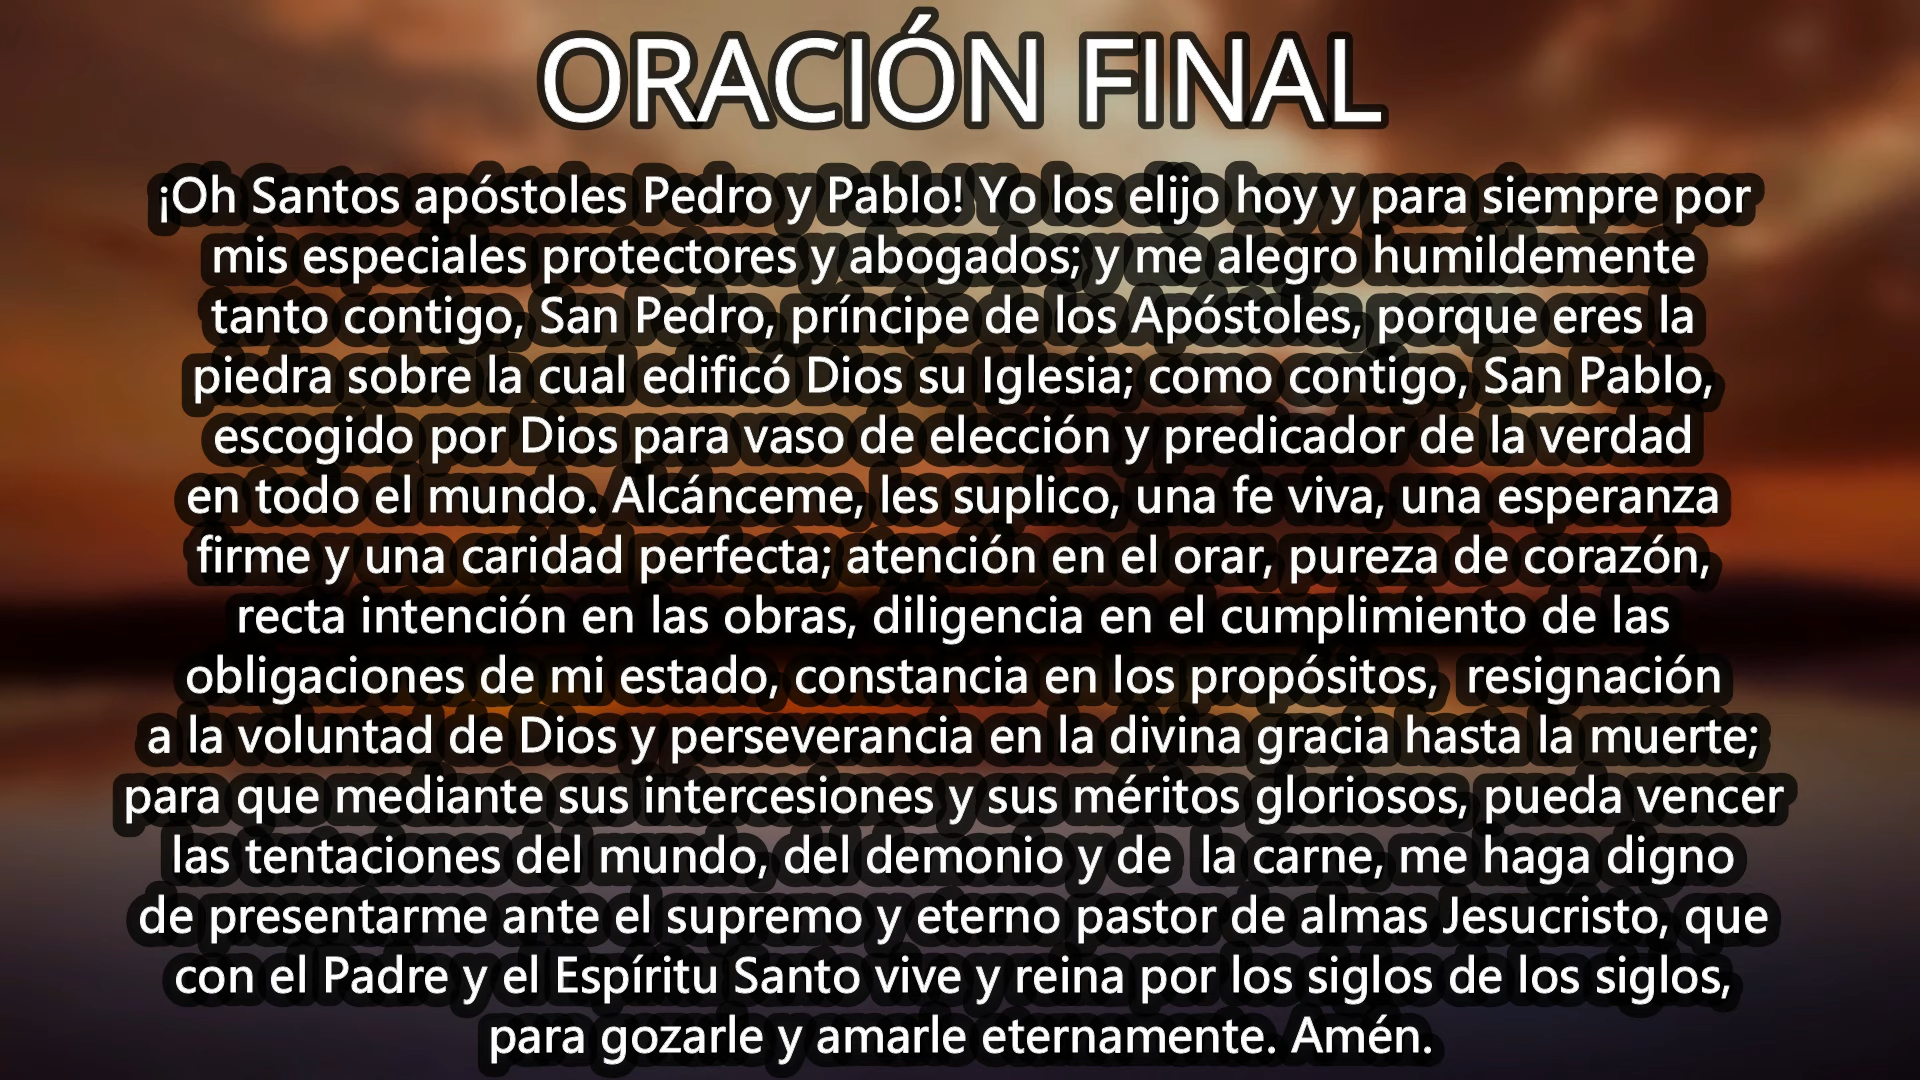 ORACIÓN FINAL
¡Oh Santos apóstoles Pedro y Pablo! Yo los elijo hoy y para siempre por
mis especiales protectores y abogados; y me alegro humildemente
tanto contigo, San Pedro, príncipe de los Apóstoles, porque eres la
piedra sobre la cual edificó Dios su Iglesia; como contigo, San Pablo,
escogido por Dios para vaso de elección y predicador de la verdad
en todo el mundo. Alcánceme, les suplico, una fe viva, una esperanza
firme y una caridad perfecta; atención en el orar, pureza de corazón,
recta intención en las obras, diligencia en el cumplimiento de las
obligaciones de mi estado, constancia en los propósitos,  resignación
a la voluntad de Dios y perseverancia en la divina gracia hasta la muerte;
para que mediante sus intercesiones y sus méritos gloriosos, pueda vencer
las tentaciones del mundo, del demonio y de  la carne, me haga digno
de presentarme ante el supremo y eterno pastor de almas Jesucristo, que
con el Padre y el Espíritu Santo vive y reina por los siglos de los siglos,
para gozarle y amarle eternamente. Amén.